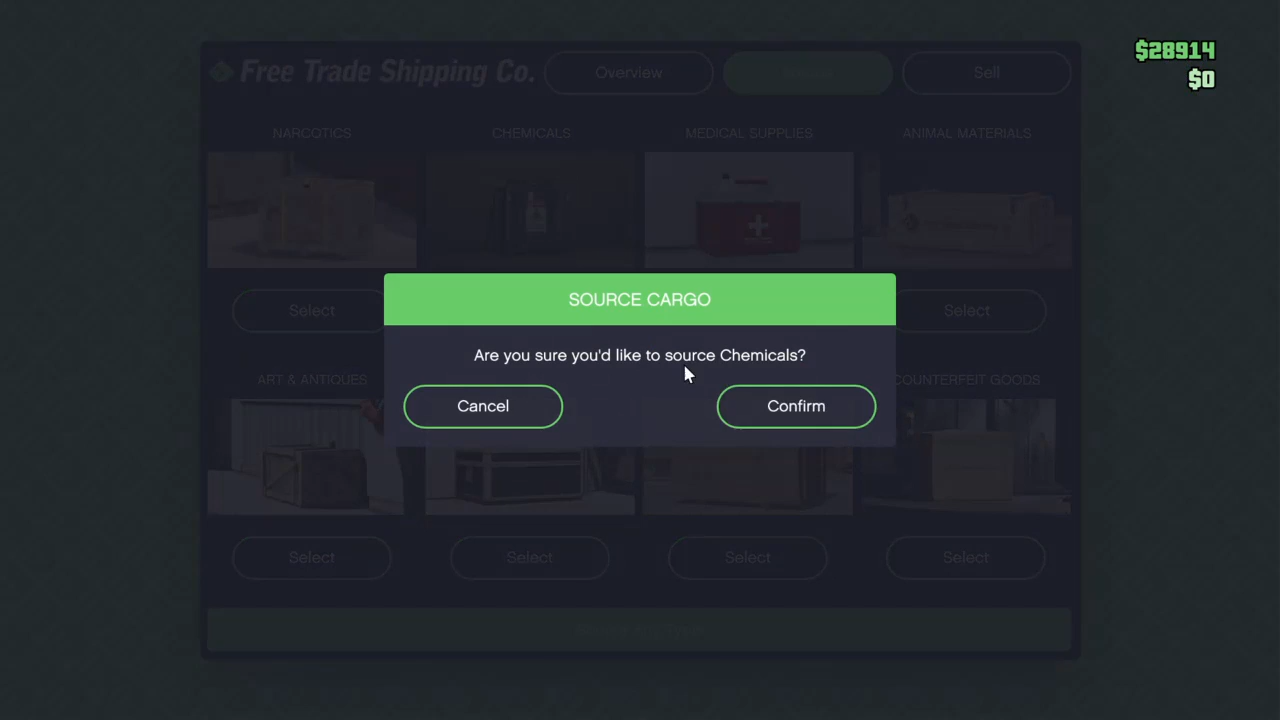 $28914
$0
Free Trade Shipping Co.
Overview
Sell
NARCOTICS
CHEMICALS
MEDICAL SUPPLIES
ANIMAL MATERIALS
Select
Select
SOURCE CARGO
Are you sure you'd like to source Chemicals?
Cancel
Confirm
ART & ANTIQUES
COUNTERFEIT GOODS
Select
Select
Select
Select